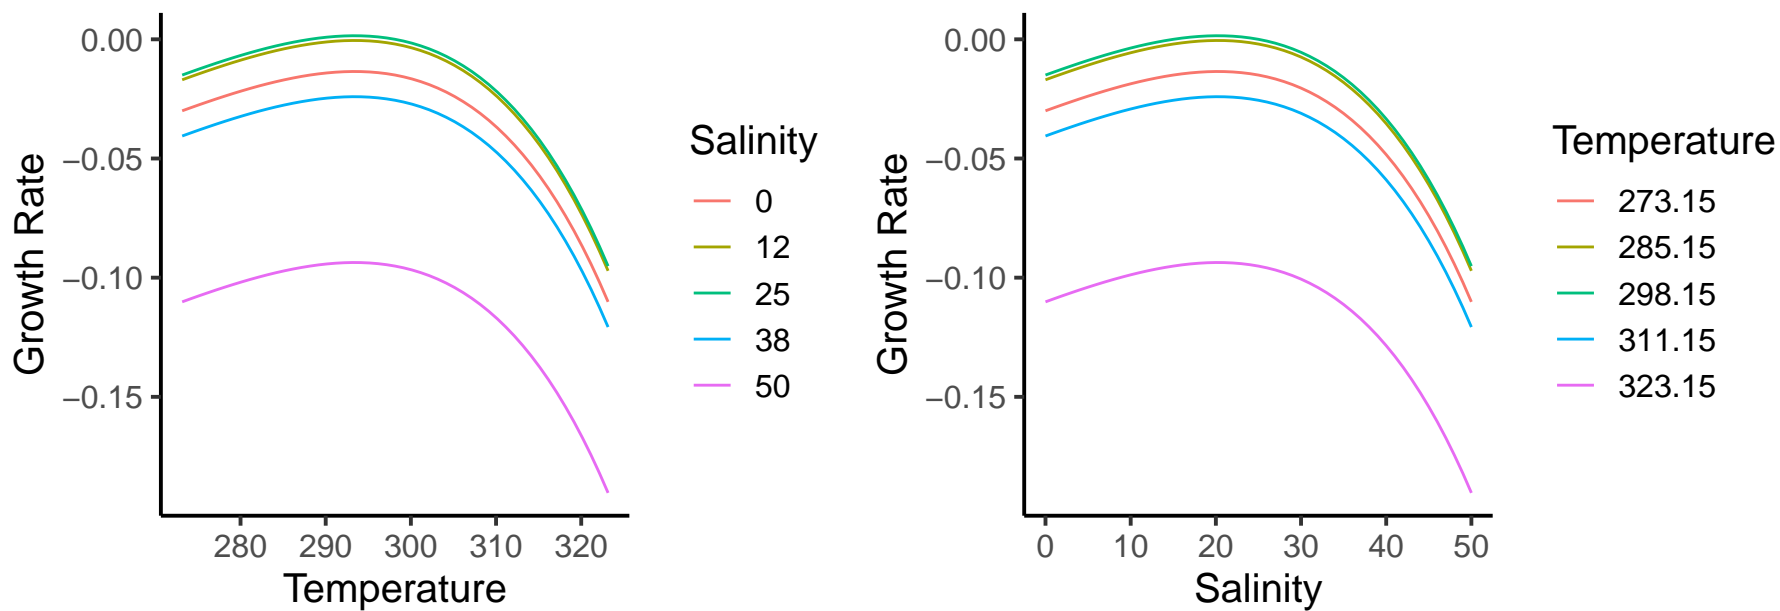 0.00
−0.05
−0.10
−0.15
Growth Rate
280 290 300 310 320
Temperature
Salinity
0
12
25
38
50
0.00
−0.05
−0.10
−0.15
Growth Rate
0 10 20 30 40 50
Salinity
Temperature
273.15
285.15
298.15
311.15
323.15